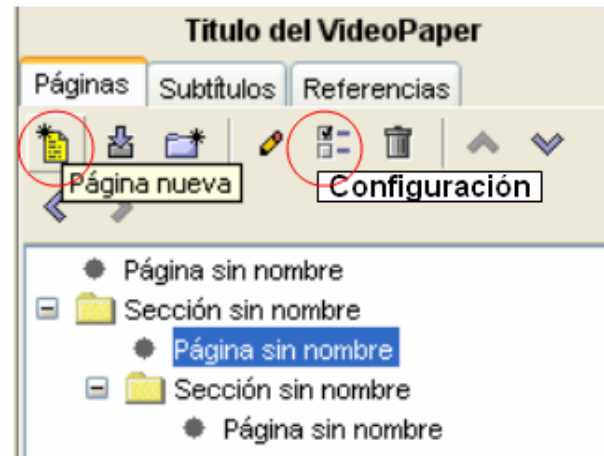 Titulo del VideoPaper
Páginas Subtítulos Referencias
Página nueva Configuración
Página sin nombre
Sección sin nombre
Página sin nombre
Sección sin nombre
Página sin nombre